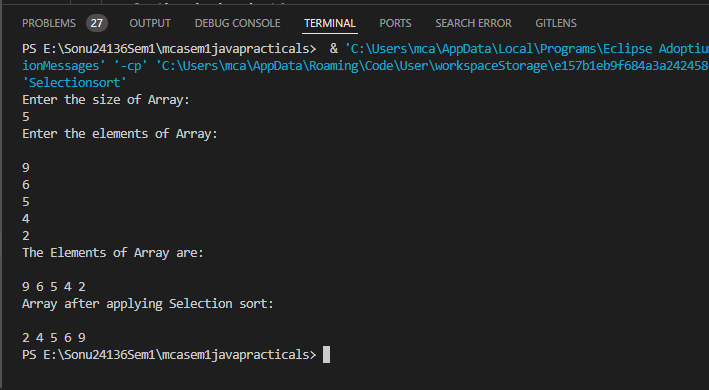 PROBLEMS 27 OUTPUT DEBUG CONSOLE TERMINAL PORTS SEARCH ERROR GITLENS
PS E:\Sonu24136Sem1\mcasem1javapracticals>  & 'C:\Users\mca\AppData\Local\Programs\Eclipse Adoptiu
ionMessages' '-cp' 'C:\Users\mca\AppData\Roaming\Code\User\workspaceStorage\e157b1eb9f684a3a242458
'Selectionsort'
Enter the size of Array:
5
Enter the elements of Array:
9
6
5
4
2
The Elements of Array are:
9 6 5 4 2
Array after applying Selection sort:
2 4 5 6 9
PS E:\Sonu24136Sem1\mcasem1javapracticals>